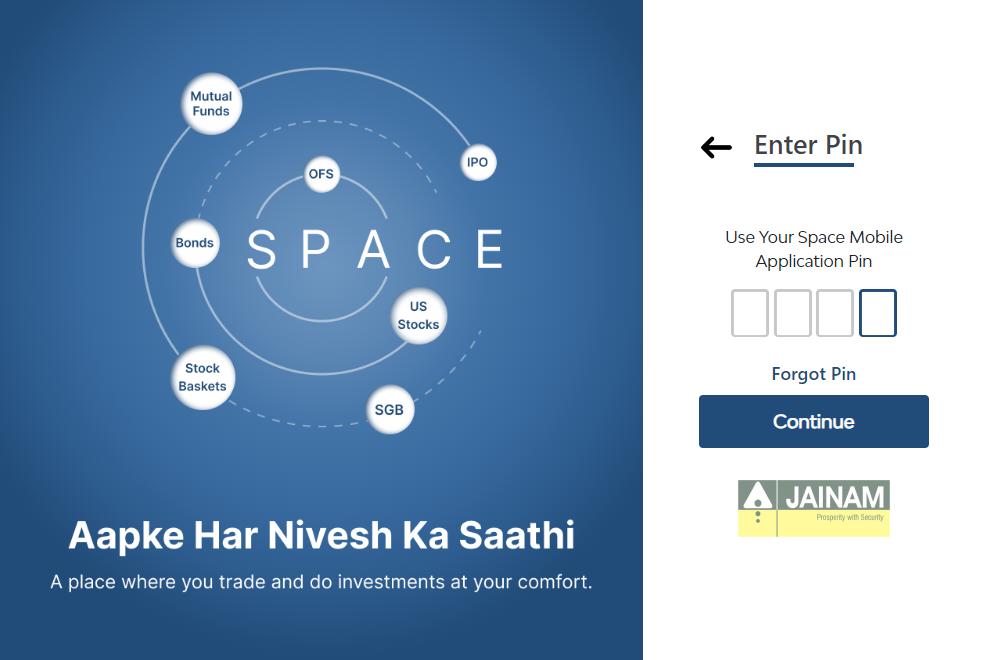 Mutual
Funds
IPO
OFS
Bonds
SPACE
US
Stocks
Stock
Baskets
SGB
Aapke Har Nivesh Ka Saathi
A place where you trade and do investments at your comfort.
Enter Pin
Use Your Space Mobile
Application Pin
Forgot Pin
Continue
JAINAM
Prosperity with Security